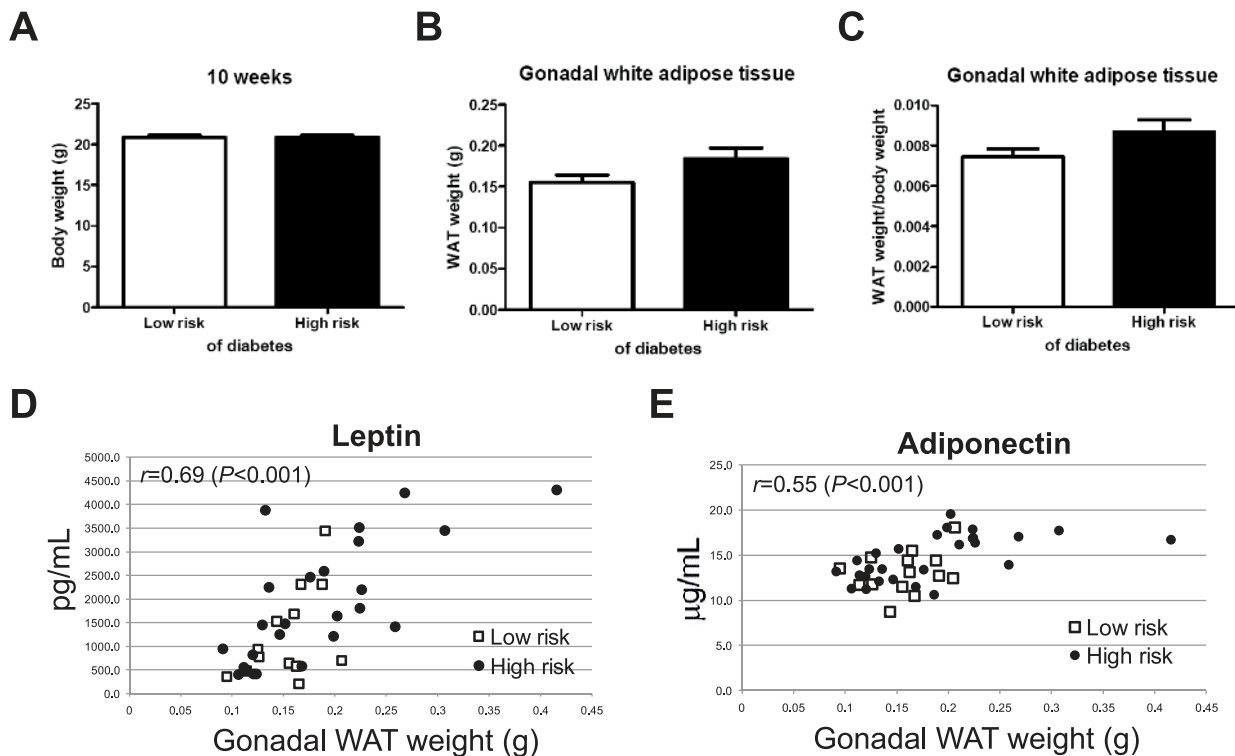 A
10 weeks
Body weight (g)
25
20
15
10
5
0
Low risk
High risk
of diabetes
B
Gonadal white adipose tissue
WAT weight (g)
0.25
0.20
0.15
0.10
0.05
0.00
Low risk
High risk
of diabetes
C
Gonadal white adipose tissue
WAT weight/body weight
0.010
0.008
0.006
0.004
0.002
0.000
Low risk
High risk
of diabetes
D
Leptin
r=0.69 (P<0.001)
pg/mL
5000.0
4500.0
4000.0
3500.0
3000.0
2500.0
2000.0
1500.0
1000.0
500.0
0.0
Low risk
High risk
0 0.05 0.1 0.15 0.2 0.25 0.3 0.35 0.4 0.45
Gonadal WAT weight (g)
E
Adiponectin
r=0.55 (P<0.001)
µg/mL
25.0
20.0
15.0
10.0
5.0
0.0
Low risk
High risk
0 0.05 0.1 0.15 0.2 0.25 0.3 0.35 0.4 0.45
Gonadal WAT weight (g)